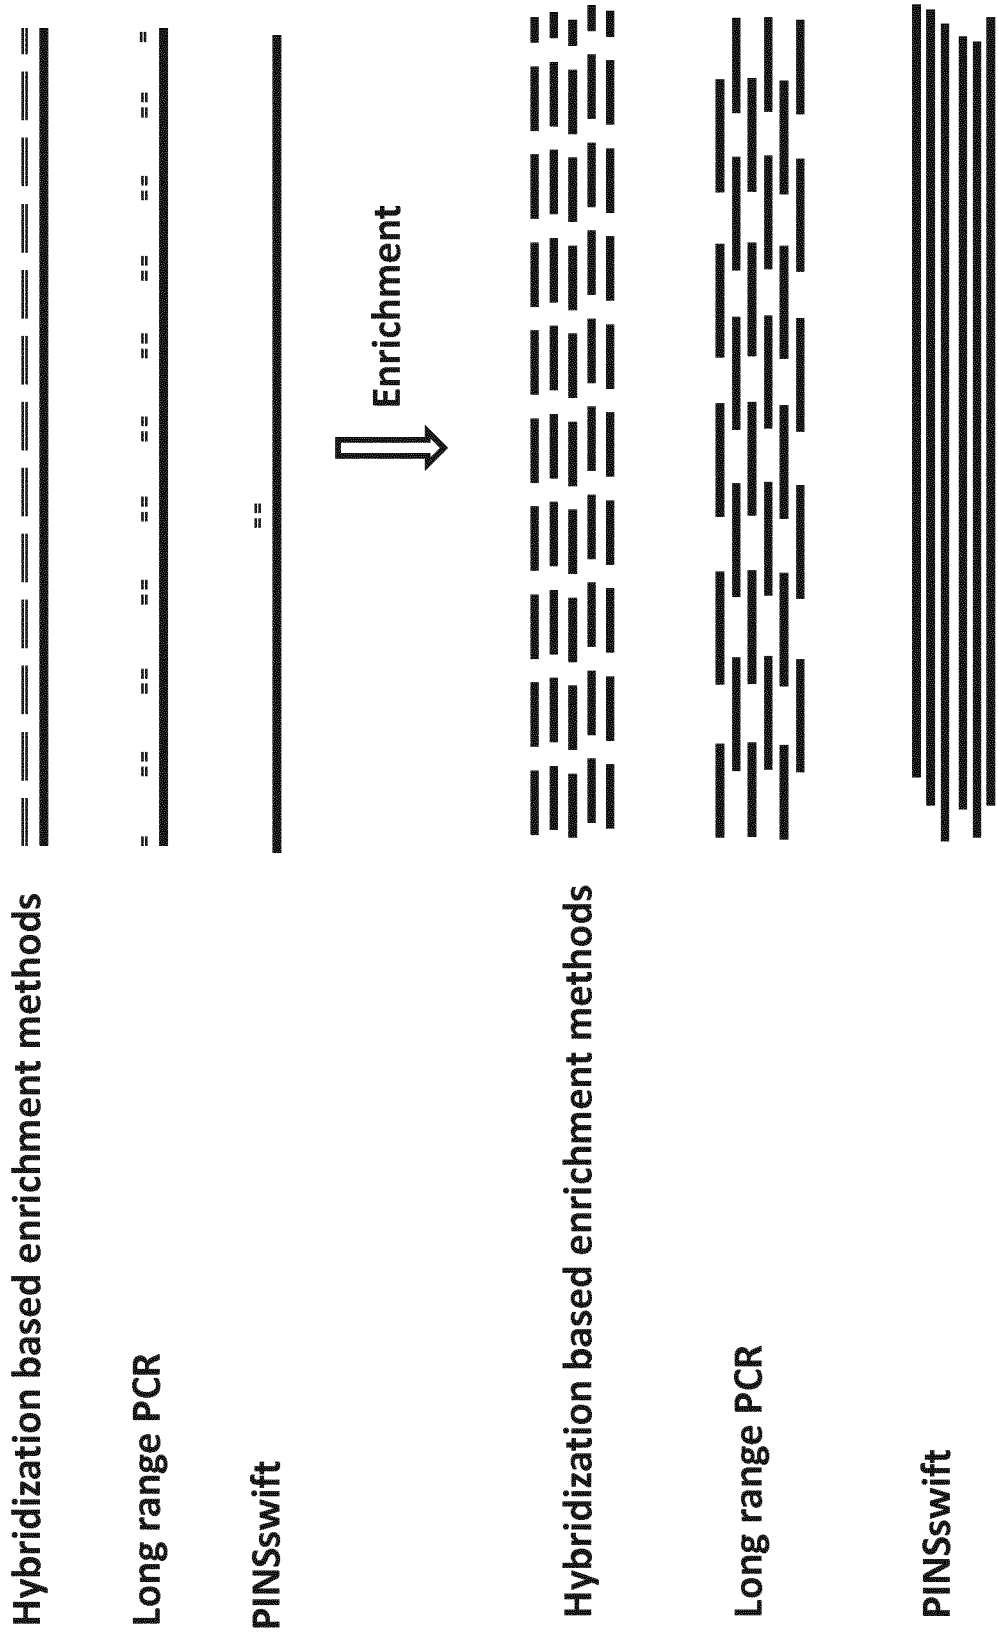 Hybridization based enrichment methods
Long range PCR
PINSswift
Enrichment
Hybridization based enrichment methods
Long range PCR
PINSswift